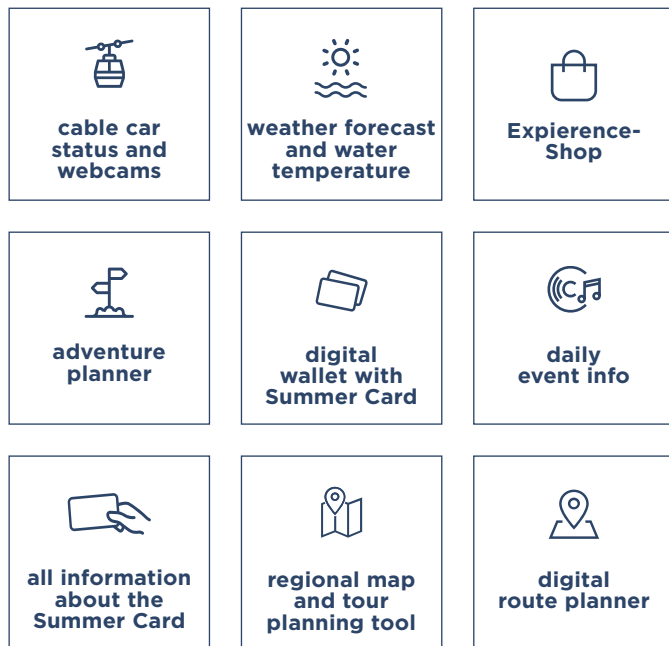 cable car
status and
webcams
weather forecast
and water
temperature
Expierence-
Shop
adventure
planner
digital
wallet with
Summer Card
daily
event info
all information
about the
Summer Card
regional map
and tour
planning tool
digital
route planner